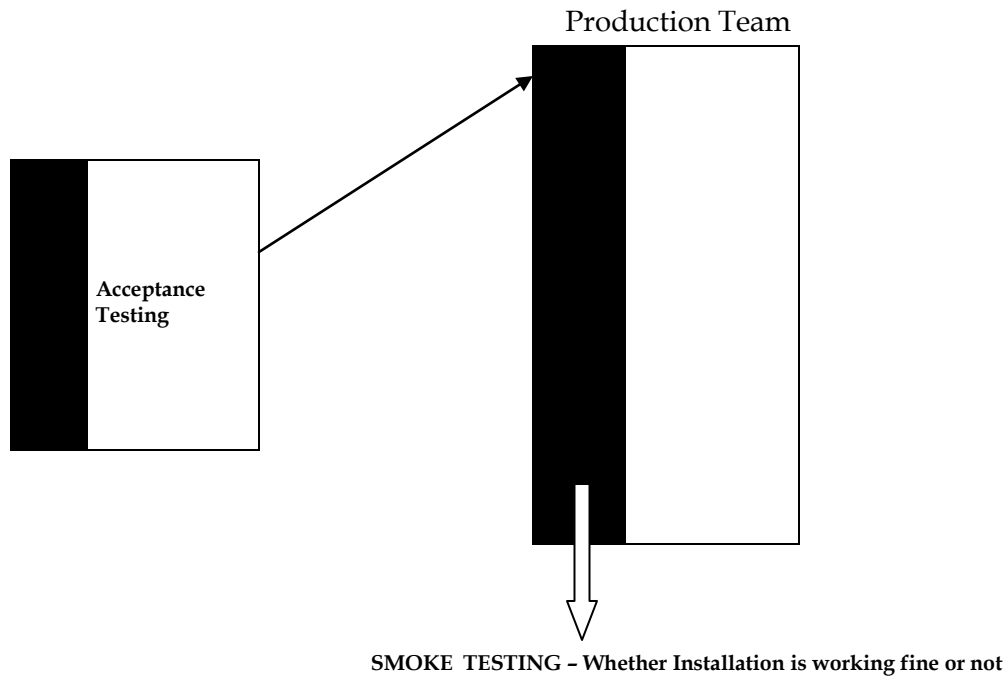 Production Team
Acceptance
Testing
SMOKE TESTING – Whether Installation is working fine or not